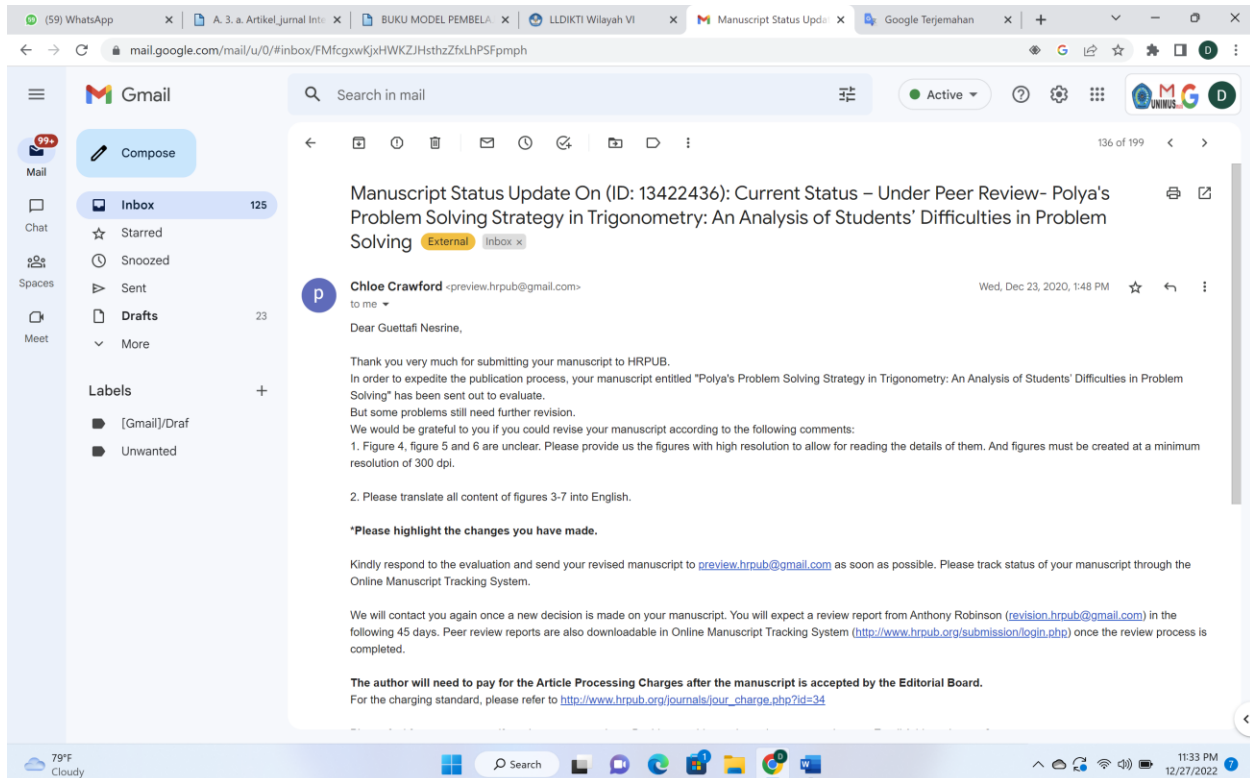 (59) WhatsApp
A. 3. a. Artikel_jurnal Inte
BUKU MODEL PEMBELA
LLDIKTI Wilayah VI
Manuscript Status Upda
Google Terjemahan
mail.google.com/mail/u/0/#inbox/FMfcgxwKjxHWKZJHsthzZfxLhPSFpmph
G
D
Gmail
Search in mail
Active
UNIMUS
M G
D
99+
Mail
Chat
Spaces
Meet
Compose
Inbox 125
Starred
Snoozed
Sent
Drafts 23
More
Labels
[Gmail]/Draf
Unwanted
136 of 199
Manuscript Status Update On (ID: 13422436): Current Status – Under Peer Review- Polya's
Problem Solving Strategy in Trigonometry: An Analysis of Students' Difficulties in Problem
Solving External Inbox ×
p
Chloe Crawford <preview.hrpub@gmail.com> Wed, Dec 23, 2020, 1:48 PM
to me
Dear Guettafi Nesrine,
Thank you very much for submitting your manuscript to HRPUB.
In order to expedite the publication process, your manuscript entitled "Polya's Problem Solving Strategy in Trigonometry: An Analysis of Students' Difficulties in Problem
Solving" has been sent out to evaluate.
But some problems still need further revision.
We would be grateful to you if you could revise your manuscript according to the following comments:
1. Figure 4, figure 5 and 6 are unclear. Please provide us the figures with high resolution to allow for reading the details of them. And figures must be created at a minimum
resolution of 300 dpi.
2. Please translate all content of figures 3-7 into English.
*Please highlight the changes you have made.
Kindly respond to the evaluation and send your revised manuscript to preview.hrpub@gmail.com as soon as possible. Please track status of your manuscript through the
Online Manuscript Tracking System.
We will contact you again once a new decision is made on your manuscript. You will expect a review report from Anthony Robinson (revision.hrpub@gmail.com) in the
following 45 days. Peer review reports are also downloadable in Online Manuscript Tracking System (http://www.hrpub.org/submission/login.php) once the review process is
completed.
The author will need to pay for the Article Processing Charges after the manuscript is accepted by the Editorial Board.
For the charging standard, please refer to http://www.hrpub.org/journals/jour_charge.php?id=34
79°F
Cloudy
Search
11:33 PM
12/27/2022
7